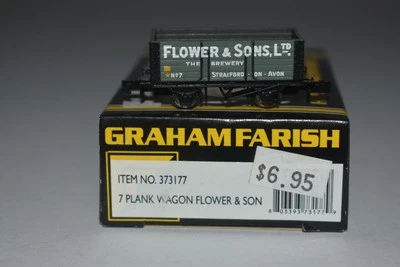 FLOWER & SONS, LTD
THE BREWERY
No 7 STRATFORD-ON-AVON
GRAHAM FARISH
ITEM NO. 373177
$6.95
7 PLANK WAGON FLOWER & SON